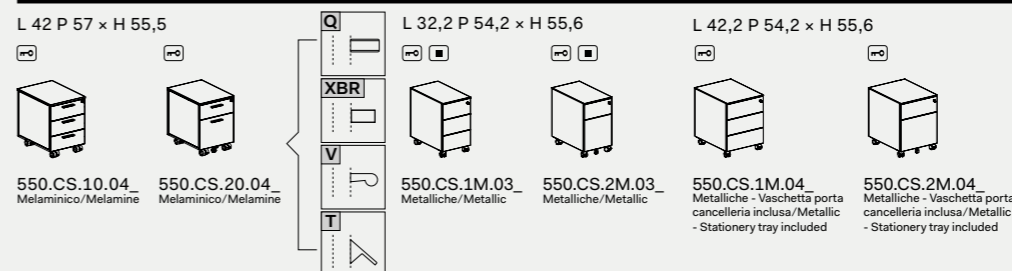 L 42 P 57 × H 55,5
550.CS.10.04_
Melaminico/Melamine
550.CS.20.04_
Melaminico/Melamine
Q
XBR
V
T
L 32,2 P 54,2 × H 55,6
550.CS.1M.03_
Metalliche/Metallic
550.CS.2M.03_
Metalliche/Metallic
L 42,2 P 54,2 × H 55,6
550.CS.1M.04_
Metalliche - Vaschetta porta
cancelleria inclusa/Metallic
- Stationery tray included
550.CS.2M.04_
Metalliche - Vaschetta porta
cancelleria inclusa/Metallic
- Stationery tray included